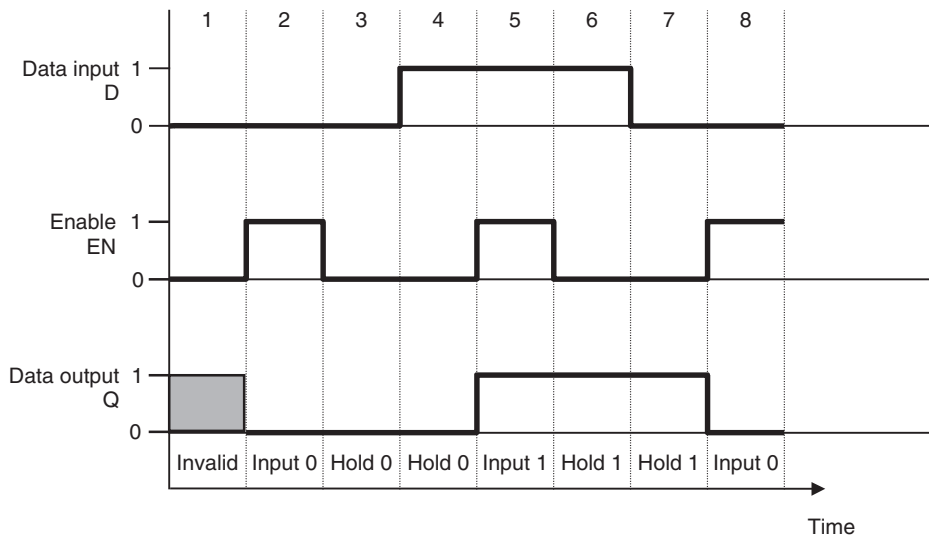 1 2 3 4 5 6 7 8
Data input 1
D
0
Enable 1
EN
0
Data output 1
Q
0
Invalid Input 0 Hold 0 Hold 0 Input 1 Hold 1 Hold 1 Input 0
Time